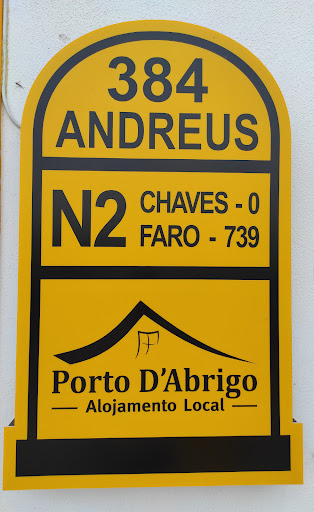 384
ANDREUS
N2
CHAVES - 0
FARO - 739
Porto D'Abrigo
— Alojamento Local —